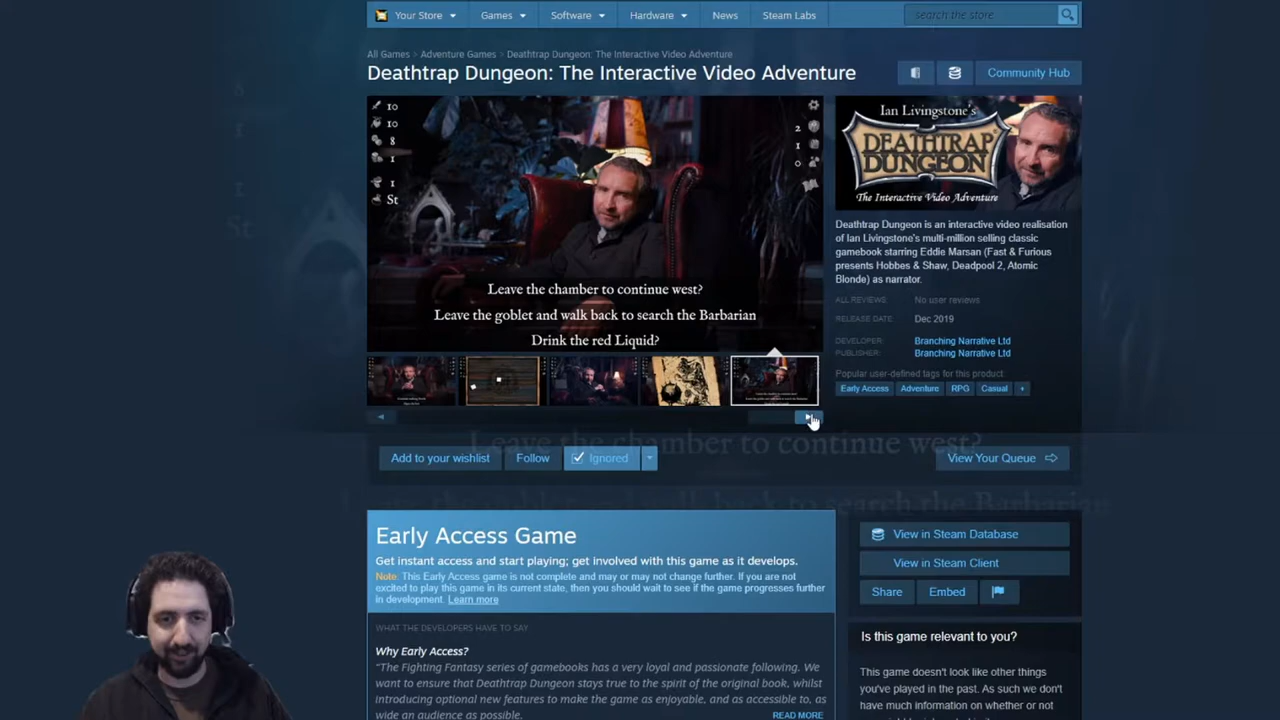 Your Store
Games
Software
Hardware
News
Steam Labs
search the store
All Games > Adventure Games > Deathtrap Dungeon: The Interactive Video Adventure
Deathtrap Dungeon: The Interactive Video Adventure
Community Hub
10
10
8
1
1
St
2
1
0
Leave the chamber to continue west?
Leave the goblet and walk back to search the Barbarian
Drink the red Liquid?
Ian Livingstone's
DEATHTRAP
DUNGEON
The Interactive Video Adventure
Deathtrap Dungeon is an interactive video realisation
of Ian Livingstone's multi-million selling classic
gamebook starring Eddie Marsan (Fast & Furious
presents Hobbes & Shaw, Deadpool 2, Atomic
Blonde) as narrator.
ALL REVIEWS: No user reviews
RELEASE DATE: Dec 2019
DEVELOPER: Branching Narrative Ltd
PUBLISHER: Branching Narrative Ltd
Popular user-defined tags for this product:
Early Access
Adventure
RPG
Casual
+
Add to your wishlist
Follow
Ignored
View Your Queue
Early Access Game
Get instant access and start playing; get involved with this game as it develops.
Note: This Early Access game is not complete and may or may not change further. If you are
not excited to play this game in its current state, then you should wait to see if the game progresses further
in development. Learn more
WHAT THE DEVELOPERS HAVE TO SAY:
Why Early Access?
"The Fighting Fantasy series of gamebooks has a very loyal and passionate following. We
want to ensure that Deathtrap Dungeon stays true to the spirit of the original book, whilst
introducing optional new features to make the game as enjoyable, and as accessible to, as
wide an audience as possible.
READ MORE
View in Steam Database
View in Steam Client
Share
Embed
Is this game relevant to you?
This game doesn't look like other things
you've played in the past. As such we don't
have much information on whether or not